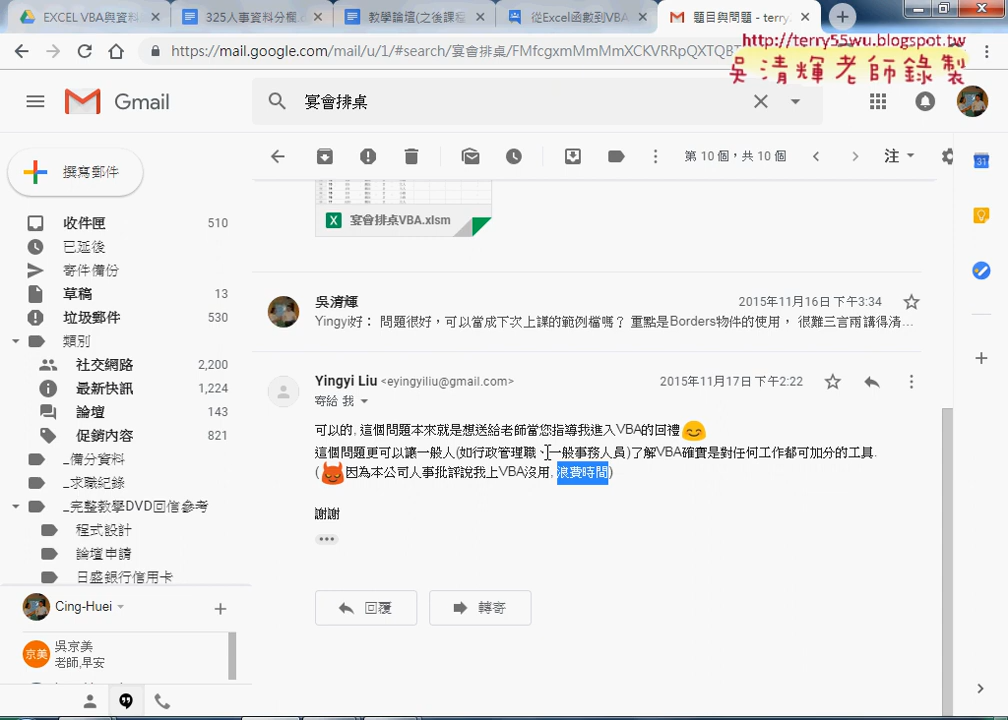 EXCEL VBA與資料
325人事資料分欄.
教學論壇(之後課程
從Excel函數到VBA
題目與問題 - terry.
https://mail.google.com/mail/u/1/#search/宴會排桌/FMfcgxmMmMmXCKVRRpQXTQB
http://terry55wu.blogspot.tw
吳清輝老師錄製
Gmail
宴會排桌
撰寫郵件
第 10 個，共 10 個
注
31
收件匣 510
已延後
寄件備份
草稿 13
垃圾郵件 530
類別
社交網路 2,200
最新快訊 1,224
論壇 143
促銷內容 821
_備分資料
_求職紀錄
_完整教學DVD回信參考
程式設計
論壇申請
日盛銀行信用卡
Cing-Huei
京美
吳京美
老師,早安
宴會排桌VBA.xlsm
吳清輝
2015年11月16日 下午3:34
Yingyi好： 問題很好，可以當成下次上課的範例檔嗎？ 重點是Borders物件的使用， 很難三言兩講得清...
Yingyi Liu <eyingyiliu@gmail.com>
2015年11月17日 下午2:22
寄給 我
可以的, 這個問題本來就是想送給老師當您指導我進入VBA的回禮
這個問題更可以讓一般人(如行政管理職、一般事務人員)了解VBA確實是對任何工作都可加分的工具.
(因為本公司人事批評說我上VBA沒用, 浪費時間)
謝謝
回覆
轉寄